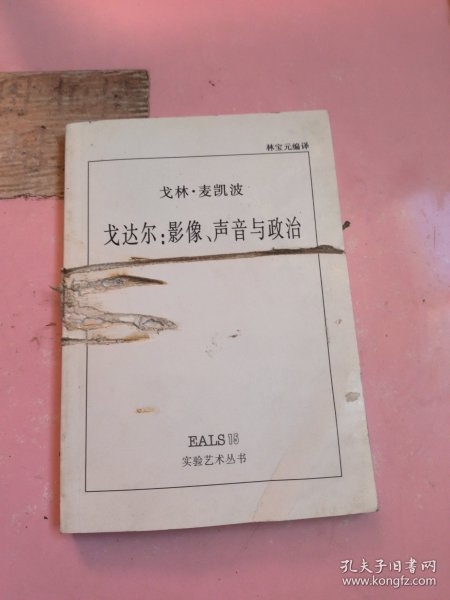 林宝元编译
戈林·麦凯波
戈达尔:影像、声音与政治
EALS 15
实验艺术丛书
孔夫子旧书网
www.kongfz.com